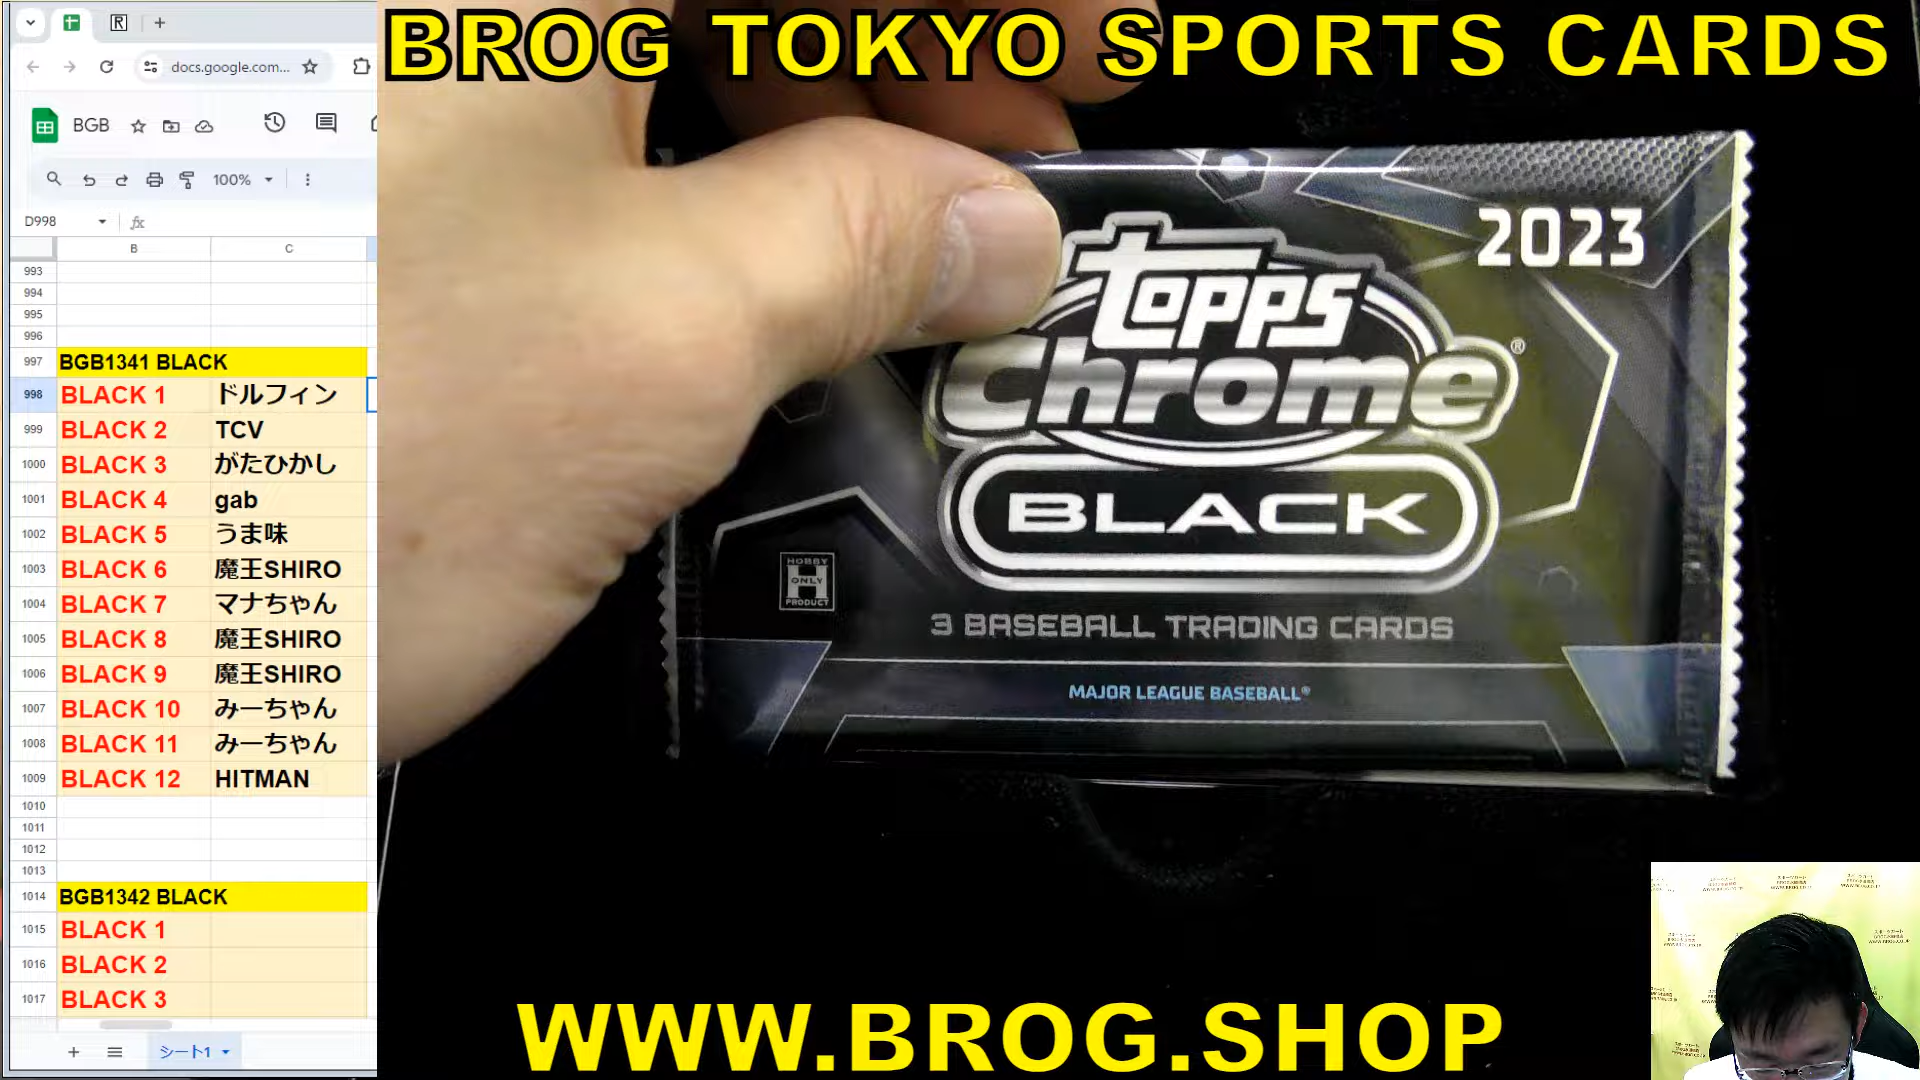 BROG TOKYO SPORTS CARDS
docs.google.com...
BGB
100%
D998
fx
B C
993
994
995
996
997 BGB1341 BLACK
998 BLACK 1 ドルフィン
999 BLACK 2 TCV
1000 BLACK 3 がたひかし
1001 BLACK 4 gab
1002 BLACK 5 うま味
1003 BLACK 6 魔王SHIRO
1004 BLACK 7 マナちゃん
1005 BLACK 8 魔王SHIRO
1006 BLACK 9 魔王SHIRO
1007 BLACK 10 みーちゃん
1008 BLACK 11 みーちゃん
1009 BLACK 12 HITMAN
1010
1011
1012
1013
1014 BGB1342 BLACK
1015 BLACK 1
1016 BLACK 2
1017 BLACK 3
シート1
2023
topps
Chrome®
BLACK
HOBBY
H
ONLY
PRODUCT
3 BASEBALL TRADING CARDS
MAJOR LEAGUE BASEBALL®
WWW.BROG.SHOP